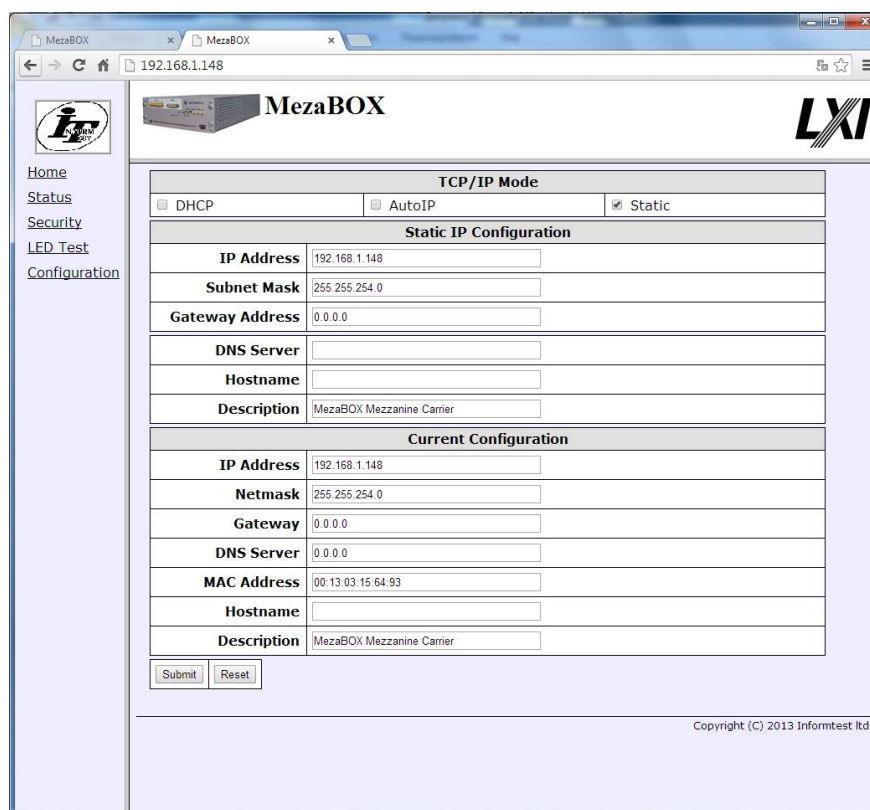 MezaBOX
MezaBOX
192.168.1.148
INFORM
TEST
MezaBOX
LXI
Home
Status
Security
LED Test
Configuration
TCP/IP Mode
DHCP AutoIP Static
Static IP Configuration
IP Address 192.168.1.148
Subnet Mask 255.255.254.0
Gateway Address 0.0.0.0
DNS Server
Hostname
Description MezaBOX Mezzanine Carrier
Current Configuration
IP Address 192.168.1.148
Netmask 255.255.254.0
Gateway 0.0.0.0
DNS Server 0.0.0.0
MAC Address 00:13:03:15:64:93
Hostname
Description MezaBOX Mezzanine Carrier
Submit Reset
Copyright (C) 2013 Informtest ltd